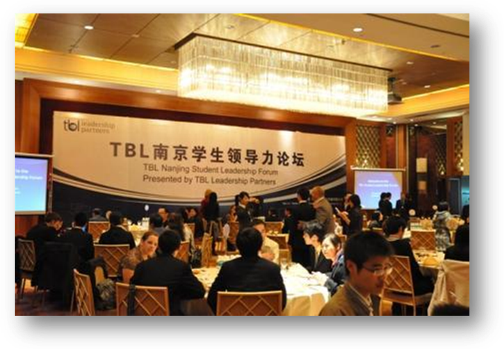 tbl leadership
partners
TBL南京学生领导力论坛
TBL Nanjing Student Leadership Forum
Presented by TBL Leadership Partners